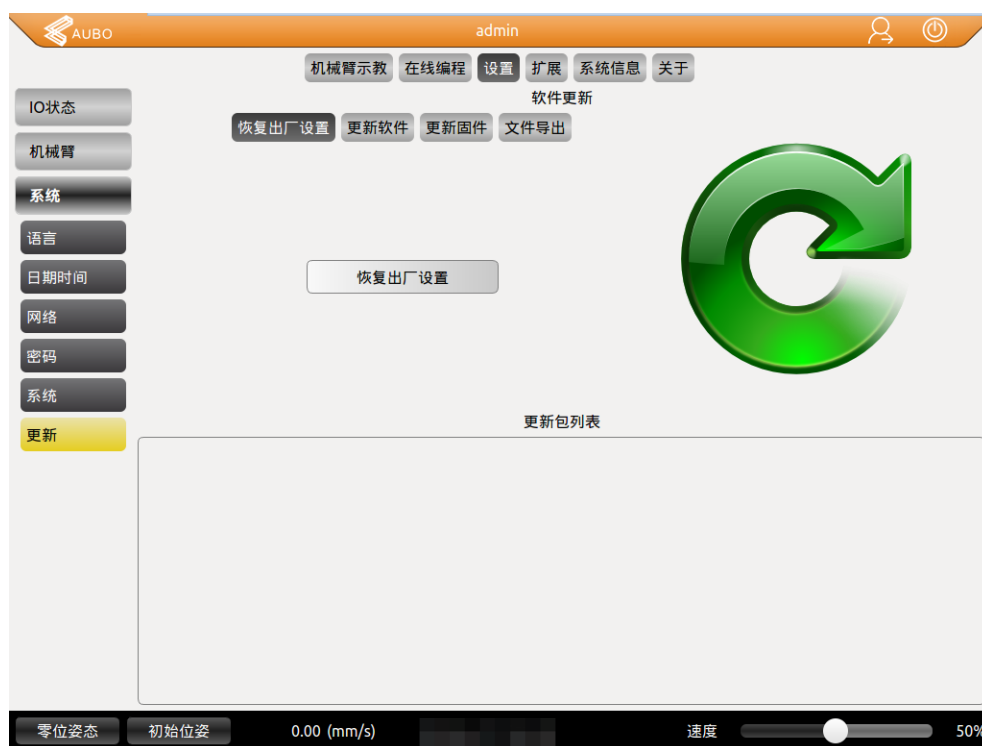 AUBO admin
机械臂示教 在线编程 设置 扩展 系统信息 关于
软件更新
恢复出厂设置 更新软件 更新固件 文件导出
IO状态
机械臂
系统
语言
日期时间
网络
密码
系统
更新
恢复出厂设置
更新包列表
零位姿态 初始位姿 0.00 (mm/s) 速度 50%